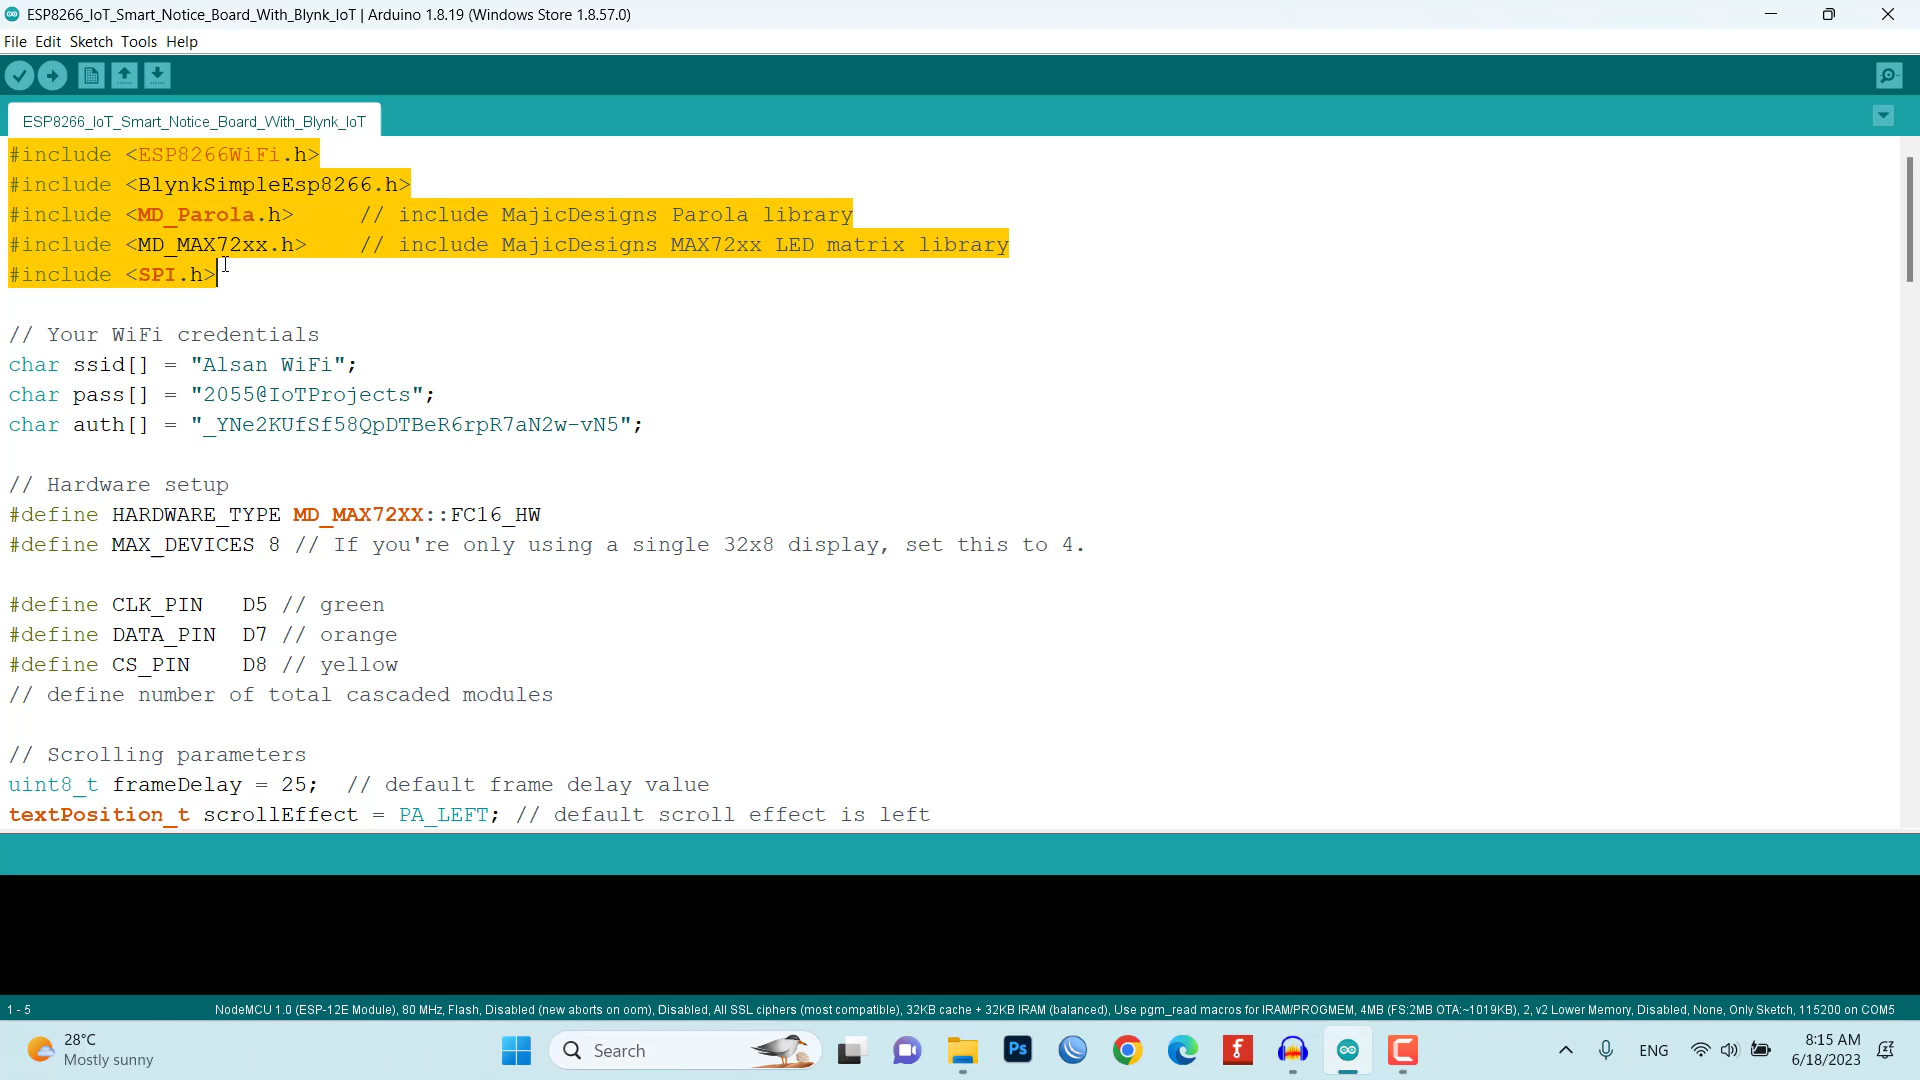 ESP8266_IoT_Smart_Notice_Board_With_Blynk_IoT | Arduino 1.8.19 (Windows Store 1.8.57.0)
File Edit Sketch Tools Help
ESP8266_IoT_Smart_Notice_Board_With_Blynk_IoT
#include <ESP8266WiFi.h>
#include <BlynkSimpleEsp8266.h>
#include <MD_Parola.h>     // include MajicDesigns Parola library
#include <MD_MAX72xx.h>    // include MajicDesigns MAX72xx LED matrix library
#include <SPI.h>
// Your WiFi credentials
char ssid[] = "Alsan WiFi";
char pass[] = "2055@IoTProjects";
char auth[] = "_YNe2KUfSf58QpDTBeR6rpR7aN2w-vN5";
// Hardware setup
#define HARDWARE_TYPE MD_MAX72XX::FC16_HW
#define MAX_DEVICES 8 // If you're only using a single 32x8 display, set this to 4.
#define CLK_PIN   D5 // green
#define DATA_PIN  D7 // orange
#define CS_PIN    D8 // yellow
// define number of total cascaded modules
// Scrolling parameters
uint8_t frameDelay = 25;  // default frame delay value
textPosition_t scrollEffect = PA_LEFT; // default scroll effect is left
1 - 5
NodeMCU 1.0 (ESP-12E Module), 80 MHz, Flash, Disabled (new aborts on oom), Disabled, All SSL ciphers (most compatible), 32KB cache + 32KB IRAM (balanced), Use pgm_read macros for IRAM/PROGMEM, 4MB (FS:2MB OTA:~1019KB), 2, v2 Lower Memory, Disabled, None, Only Sketch, 115200 on COM5
28°C
Mostly sunny
Search
Ps
ENG
8:15 AM
6/18/2023